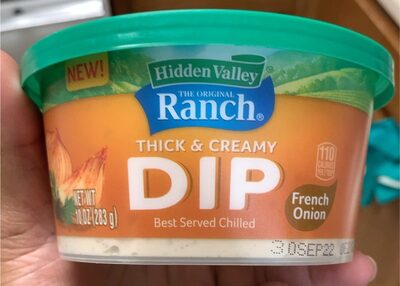 NEW!
Hidden Valley®
THE ORIGINAL
Ranch®
THICK & CREAMY
DIP
110
CALORIES
French
Onion
NET WT
10 OZ (283 g)
Best Served Chilled
30SEP22